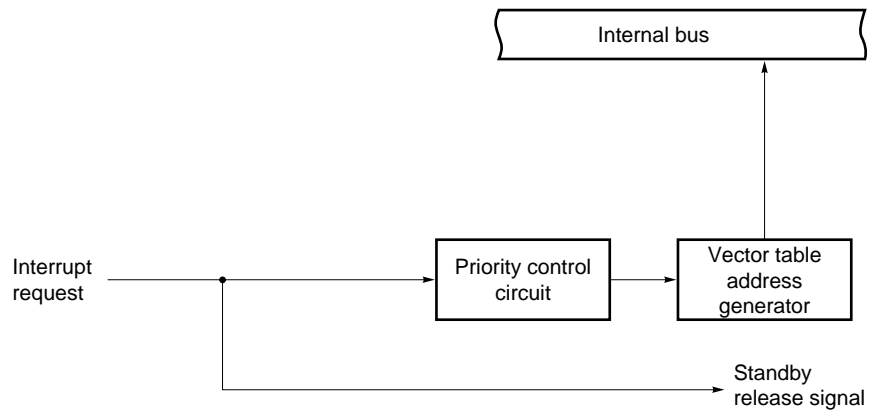 Internal bus
Interrupt
request
Priority control
circuit
Vector table
address
generator
Standby
release signal